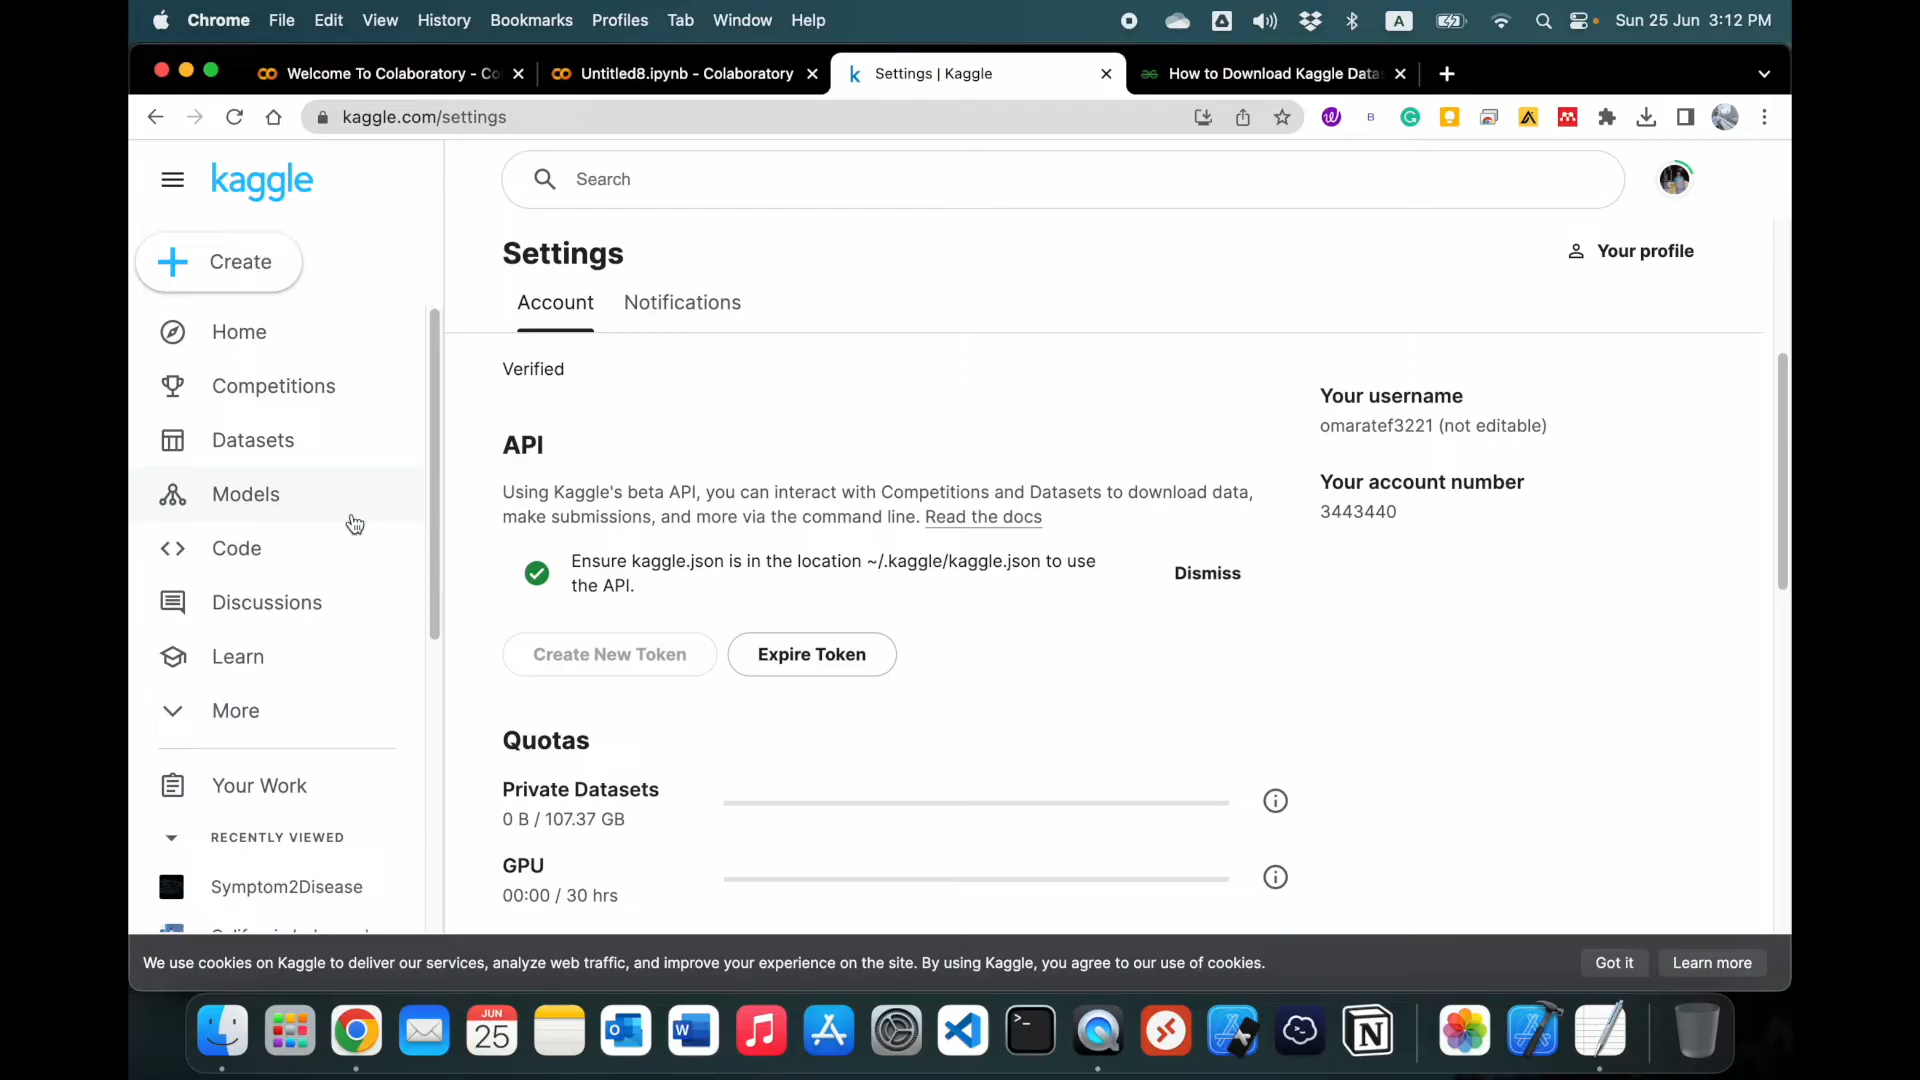 Chrome File Edit View History Bookmarks Profiles Tab Window Help A Sun 25 Jun 3:12 PM
Welcome To Colaboratory - Co Untitled8.ipynb - Colaboratory Settings | Kaggle How to Download Kaggle Data
kaggle.com/settings
kaggle
Search
Create
Settings
Your profile
Account Notifications
Home
Competitions
Datasets
Models
Code
Discussions
Learn
More
Your Work
RECENTLY VIEWED
Symptom2Disease
Verified
API
Using Kaggle's beta API, you can interact with Competitions and Datasets to download data,
make submissions, and more via the command line. Read the docs
Ensure kaggle.json is in the location ~/.kaggle/kaggle.json to use
the API.
Dismiss
Create New Token Expire Token
Your username
omaratef3221 (not editable)
Your account number
3443440
Quotas
Private Datasets
0 B / 107.37 GB
GPU
00:00 / 30 hrs
We use cookies on Kaggle to deliver our services, analyze web traffic, and improve your experience on the site. By using Kaggle, you agree to our use of cookies. Got it Learn more
JUN
25